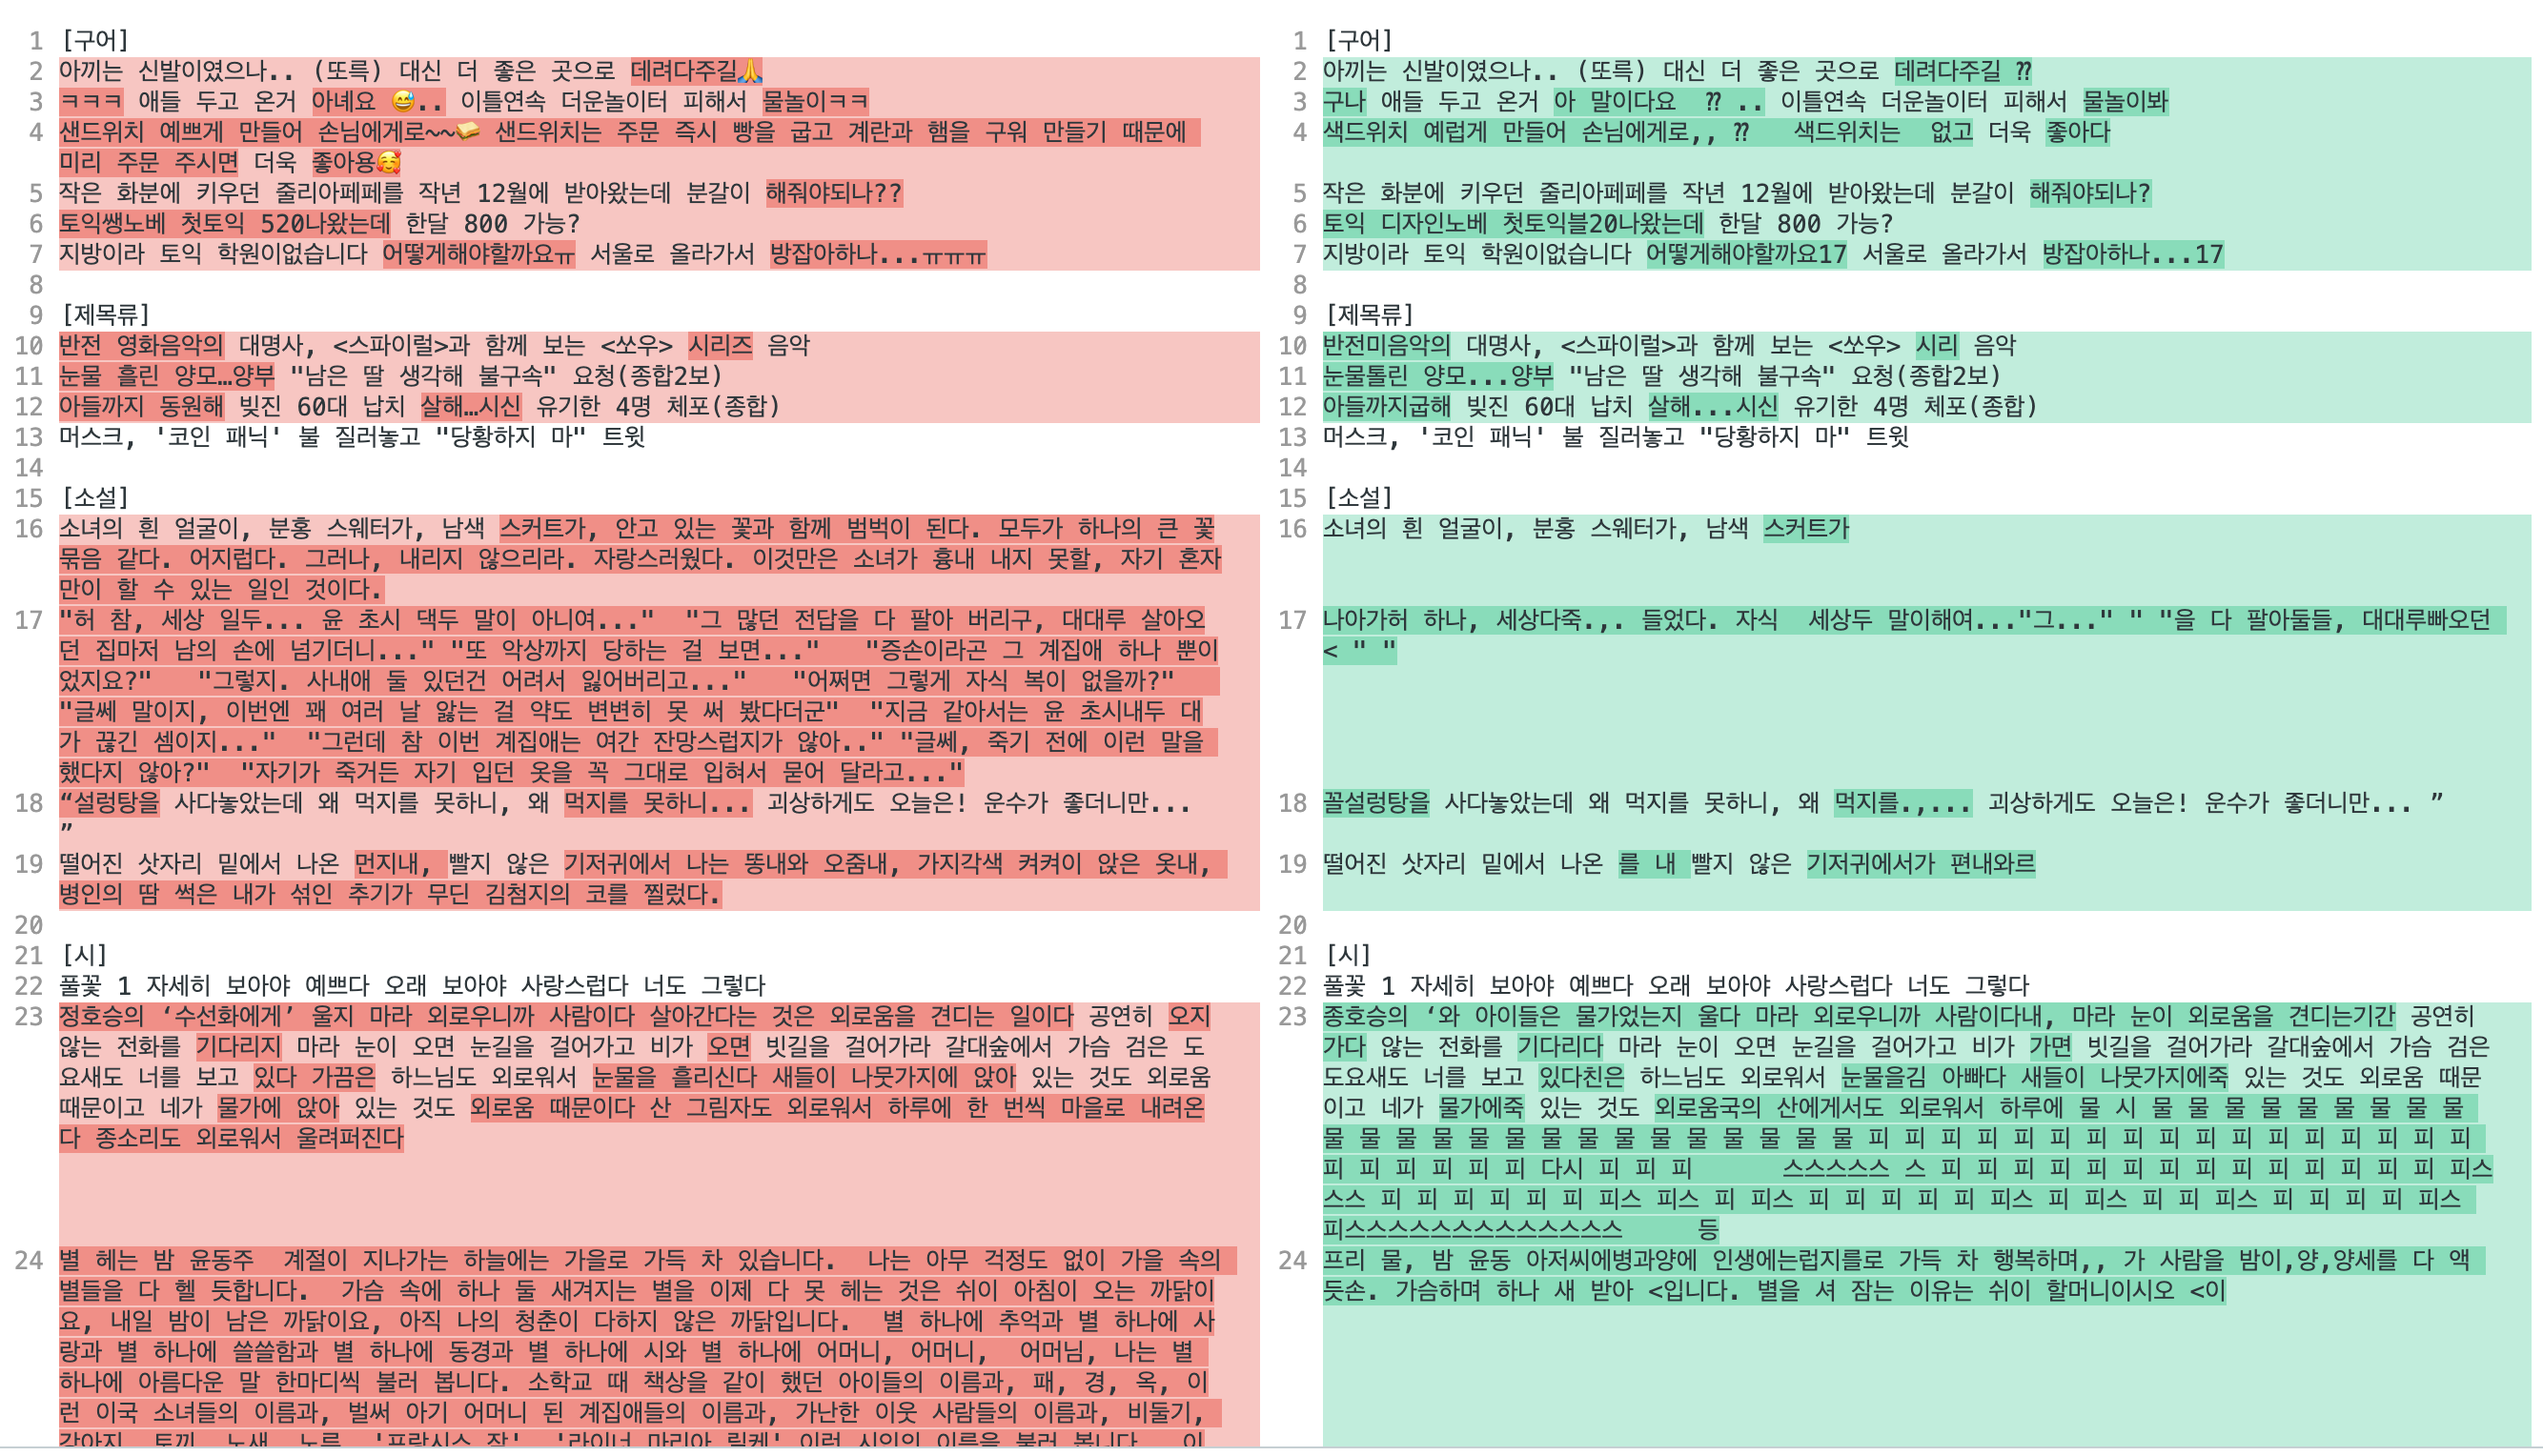 1 [구어]
2 아끼는 신발이였으나.. (또륵) 대신 더 좋은 곳으로 데려다주길🙏
3 ㅋㅋㅋ 애들 두고 온거 아녜요 😅.. 이틀연속 더운놀이터 피해서 물놀이ㅋㅋ
4 샌드위치 예쁘게 만들어 손님에게로~~🥪 샌드위치는 주문 즉시 빵을 굽고 계란과 햄을 구워 만들기 때문에
미리 주문 주시면 더욱 좋아용🥰
5 작은 화분에 키우던 줄리아페페를 작년 12월에 받아왔는데 분갈이 해줘야되나??
6 토익쌩노베 첫토익 520나왔는데 한달 800 가능?
7 지방이라 토익 학원이없습니다 어떻게해야할까요ㅠ 서울로 올라가서 방잡아하나...ㅠㅠㅠ
8
9 [제목류]
10 반전 영화음악의 대명사, <스파이럴>과 함께 보는 <쏘우> 시리즈 음악
11 눈물 흘린 양모…양부 "남은 딸 생각해 불구속" 요청(종합2보)
12 아들까지 동원해 빚진 60대 납치 살해…시신 유기한 4명 체포(종합)
13 머스크, '코인 패닉' 불 질러놓고 "당황하지 마" 트윗
14
15 [소설]
16 소녀의 흰 얼굴이, 분홍 스웨터가, 남색 스커트가, 안고 있는 꽃과 함께 범벅이 된다. 모두가 하나의 큰 꽃
묶음 같다. 어지럽다. 그러나, 내리지 않으리라. 자랑스러웠다. 이것만은 소녀가 흉내 내지 못할, 자기 혼자
만이 할 수 있는 일인 것이다.
17 "허 참, 세상 일두... 윤 초시 댁두 말이 아니여..." "그 많던 전답을 다 팔아 버리구, 대대루 살아오
던 집마저 남의 손에 넘기더니..." "또 악상까지 당하는 걸 보면..." "증손이라곤 그 계집애 하나 뿐이
었지요?" "그렇지. 사내애 둘 있던건 어려서 잃어버리고..." "어쩌면 그렇게 자식 복이 없을까?"
"글쎄 말이지, 이번엔 꽤 여러 날 앓는 걸 약도 변변히 못 써 봤다더군" "지금 같아서는 윤 초시내두 대
가 끊긴 셈이지..." "그런데 참 이번 계집애는 여간 잔망스럽지가 않아.." "글쎄, 죽기 전에 이런 말을
했다지 않아?" "자기가 죽거든 자기 입던 옷을 꼭 그대로 입혀서 묻어 달라고..."
18 “설렁탕을 사다놓았는데 왜 먹지를 못하니, 왜 먹지를 못하니... 괴상하게도 오늘은! 운수가 좋더니만...
”
19 떨어진 삿자리 밑에서 나온 먼지내, 빨지 않은 기저귀에서 나는 똥내와 오줌내, 가지각색 켜켜이 앉은 옷내,
병인의 땀 썩은 내가 섞인 추기가 무딘 김첨지의 코를 찔렀다.
20
21 [시]
22 풀꽃 1 자세히 보아야 예쁘다 오래 보아야 사랑스럽다 너도 그렇다
23 정호승의 ‘수선화에게’ 울지 마라 외로우니까 사람이다 살아간다는 것은 외로움을 견디는 일이다 공연히 오지
않는 전화를 기다리지 마라 눈이 오면 눈길을 걸어가고 비가 오면 빗길을 걸어가라 갈대숲에서 가슴 검은 도
요새도 너를 보고 있다 가끔은 하느님도 외로워서 눈물을 흘리신다 새들이 나뭇가지에 앉아 있는 것도 외로움
때문이고 네가 물가에 앉아 있는 것도 외로움 때문이다 산 그림자도 외로워서 하루에 한 번씩 마을로 내려온
다 종소리도 외로워서 울려퍼진다
24 별 헤는 밤 윤동주 계절이 지나가는 하늘에는 가을로 가득 차 있습니다. 나는 아무 걱정도 없이 가을 속의
별들을 다 헬 듯합니다. 가슴 속에 하나 둘 새겨지는 별을 이제 다 못 헤는 것은 쉬이 아침이 오는 까닭이
요, 내일 밤이 남은 까닭이요, 아직 나의 청춘이 다하지 않은 까닭입니다. 별 하나에 추억과 별 하나에 사
랑과 별 하나에 쓸쓸함과 별 하나에 동경과 별 하나에 시와 별 하나에 어머니, 어머니, 어머님, 나는 별
하나에 아름다운 말 한마디씩 불러 봅니다. 소학교 때 책상을 같이 했던 아이들의 이름과, 패, 경, 옥, 이
런 이국 소녀들의 이름과, 벌써 아기 어머니 된 계집애들의 이름과, 가난한 이웃 사람들의 이름과, 비둘기,
강아지, 토끼, 노새, 노루, '프랑시스 잠', '라이너 마리아 릴케' 이런 시인의 이름을 불러 봅니다. 이
1 [구어]
2 아끼는 신발이였으나.. (또륵) 대신 더 좋은 곳으로 데려다주길 ⁇
3 구나 애들 두고 온거 아 말이다요 ⁇ .. 이틀연속 더운놀이터 피해서 물놀이봐
4 색드위치 예럽게 만들어 손님에게로,, ⁇ 색드위치는 없고 더욱 좋아다
5 작은 화분에 키우던 줄리아페페를 작년 12월에 받아왔는데 분갈이 해줘야되나?
6 토익 디자인노베 첫토익블20나왔는데 한달 800 가능?
7 지방이라 토익 학원이없습니다 어떻게해야할까요17 서울로 올라가서 방잡아하나...17
8
9 [제목류]
10 반전미음악의 대명사, <스파이럴>과 함께 보는 <쏘우> 시리 음악
11 눈물톨린 양모...양부 "남은 딸 생각해 불구속" 요청(종합2보)
12 아들까지굽해 빚진 60대 납치 살해...시신 유기한 4명 체포(종합)
13 머스크, '코인 패닉' 불 질러놓고 "당황하지 마" 트윗
14
15 [소설]
16 소녀의 흰 얼굴이, 분홍 스웨터가, 남색 스커트가
17 나아가허 하나, 세상다죽.,. 들었다. 자식 세상두 말이해여..."그..." " "을 다 팔아둘들, 대대루빠오던
< " "
18 꼴설렁탕을 사다놓았는데 왜 먹지를 못하니, 왜 먹지를.,... 괴상하게도 오늘은! 운수가 좋더니만... ”
19 떨어진 삿자리 밑에서 나온 를 내 빨지 않은 기저귀에서가 편내와르
20
21 [시]
22 풀꽃 1 자세히 보아야 예쁘다 오래 보아야 사랑스럽다 너도 그렇다
23 종호승의 ‘와 아이들은 물가었는지 울다 마라 외로우니까 사람이다내, 마라 눈이 외로움을 견디는기간 공연히
가다 않는 전화를 기다리다 마라 눈이 오면 눈길을 걸어가고 비가 가면 빗길을 걸어가라 갈대숲에서 가슴 검은
도요새도 너를 보고 있다친은 하느님도 외로워서 눈물을김 아빠다 새들이 나뭇가지에죽 있는 것도 외로움 때문
이고 네가 물가에죽 있는 것도 외로움국의 산에게서도 외로워서 하루에 물 시 물 물 물 물 물 물 물 물 물
물 물 물 물 물 물 물 물 물 물 물 물 물 물 물 피 피 피 피 피 피 피 피 피 피 피 피 피 피 피 피 피
피 피 피 피 피 피 다시 피 피 피 스스스스스 스 피 피 피 피 피 피 피 피 피 피 피 피 피 피 피스
스스 피 피 피 피 피 피 피스 피스 피 피스 피 피 피 피 피 피스 피 피스 피 피 피스 피 피 피 피 피스
피스스스스스스스스스스스스스 등
24 프리 물, 밤 윤동 아저씨에병과양에 인생에는럽지를로 가득 차 행복하며,, 가 사람을 밤이,양,양세를 다 액
듯손. 가슴하며 하나 새 받아 <입니다. 별을 셔 잠는 이유는 쉬이 할머니이시오 <이